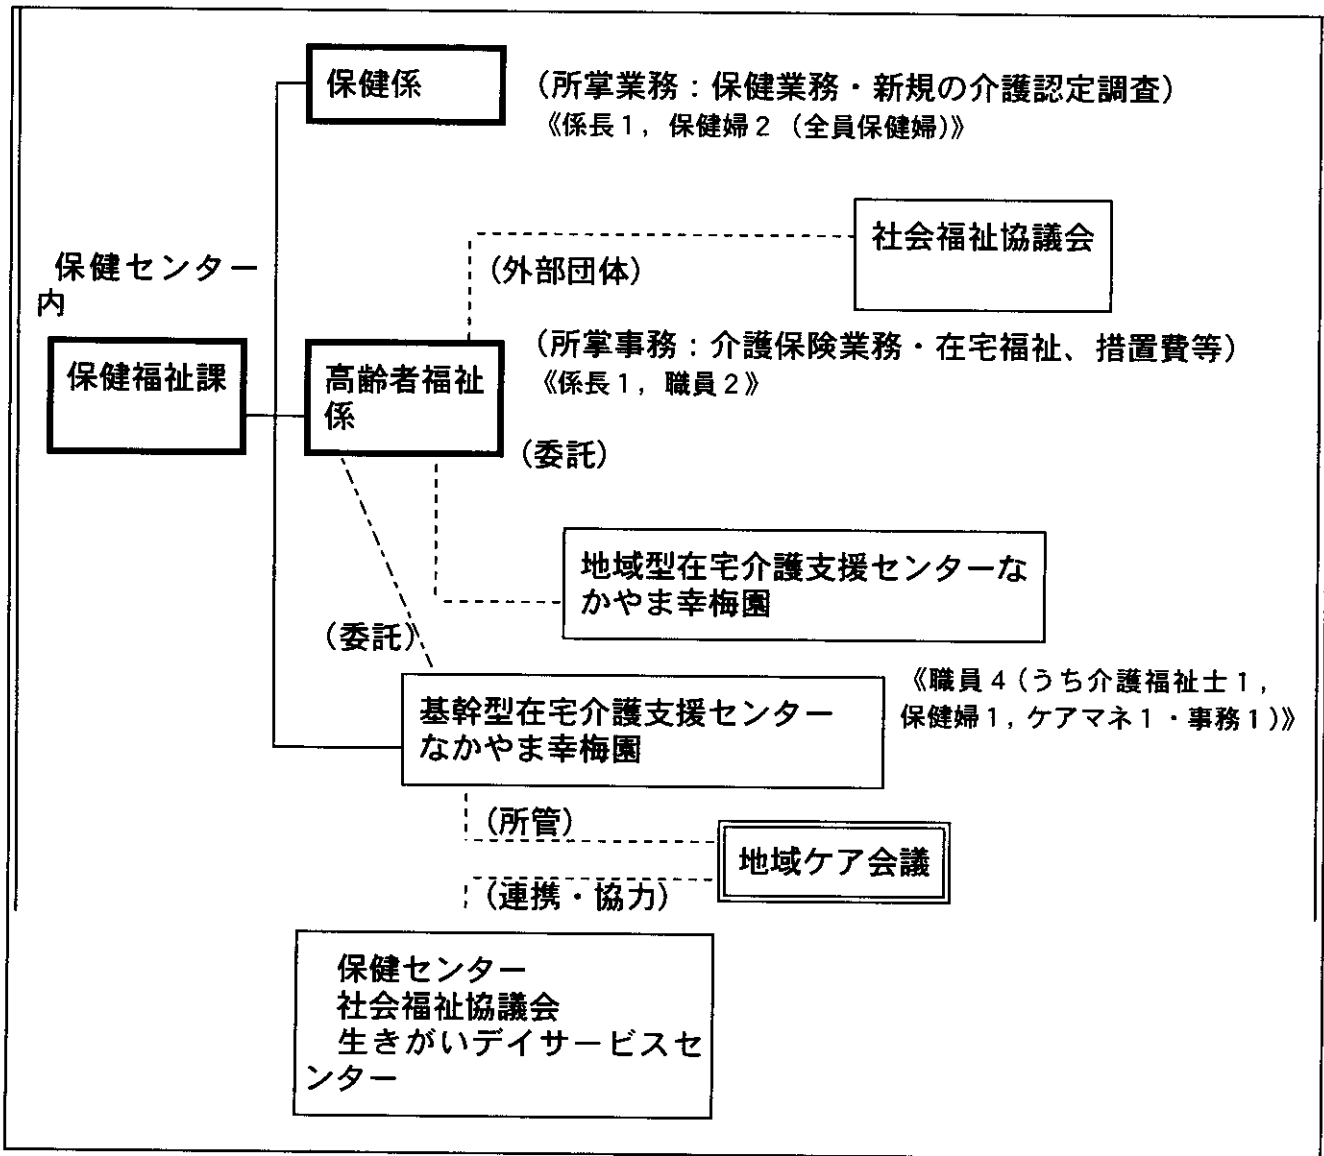 保健係
(所掌業務：保健業務・新規の介護認定調査)
《係長１，保健婦２（全員保健婦)》
社会福祉協議会
(外部団体)
保健センター
内
(所掌事務：介護保険業務・在宅福祉、措置費等)
《係長１，職員２》
保健福祉課
高齢者福祉
係
(委託)
地域型在宅介護支援センターな
かやま幸梅園
(委託)
《職員４（うち介護福祉士１，
保健婦１，ケアマネ１・事務１)》
基幹型在宅介護支援センター
なかやま幸梅園
(所管)
地域ケア会議
(連携・協力)
保健センター
社会福祉協議会
生きがいデイサービスセ
ンター